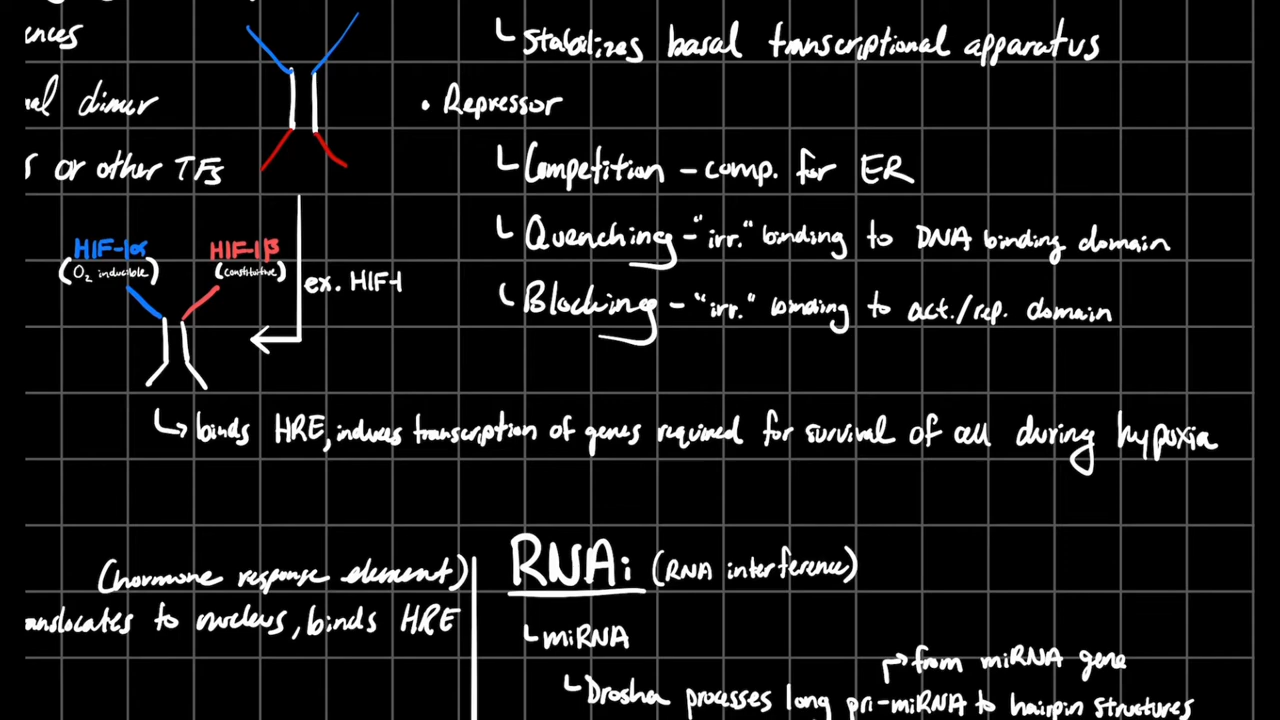 ences
dimer
or other TFs
HIF-1α
(O₂ inducible)
HIF-1β
(constitutive)
ex. HIF-1
stabilizes basal transcriptional apparatus
• Repressor
Competition - comp. for ER
Quenching - "irr." binding to DNA binding domain
Blocking - "irr." binding to act./rep. domain
binds HRE, induces transcription of genes required for survival of cell during hypoxia
(hormone response element)
anslocates to nucleus, binds HRE
RNAi (RNA interference)
miRNA
from miRNA gene
Drosha processes long pri-miRNA to hairpin structures